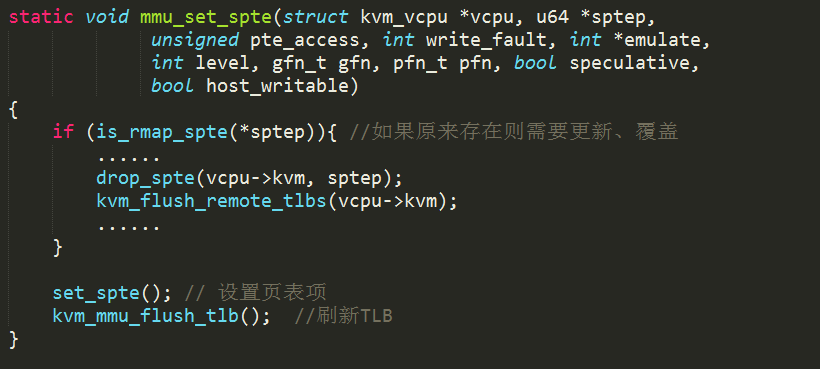 static void mmu_set_spte(struct kvm_vcpu *vcpu, u64 *sptep,
unsigned pte_access, int write_fault, int *emulate,
int level, gfn_t gfn, pfn_t pfn, bool speculative,
bool host_writable)
{
if (is_rmap_spte(*sptep)){ //如果原来存在则需要更新、覆盖
......
drop_spte(vcpu->kvm, sptep);
kvm_flush_remote_tlbs(vcpu->kvm);
......
}
set_spte(); // 设置页表项
kvm_mmu_flush_tlb();  //刷新TLB
}